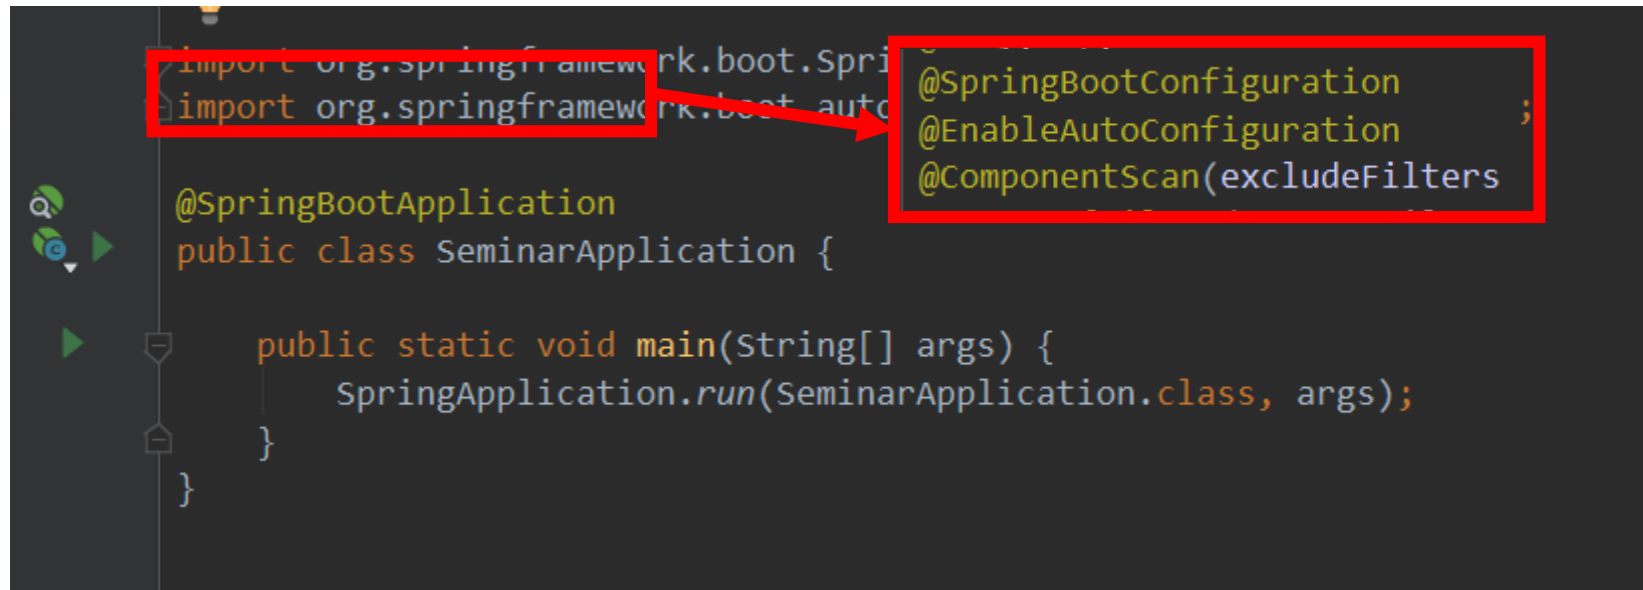 import org.springframework.boot.Spri
import org.springframework.boot.auto
@SpringBootConfiguration
;
@EnableAutoConfiguration
@ComponentScan(excludeFilters
@SpringBootApplication
public class SeminarApplication {
public static void main(String[] args) {
SpringApplication.run(SeminarApplication.class, args);
}
}